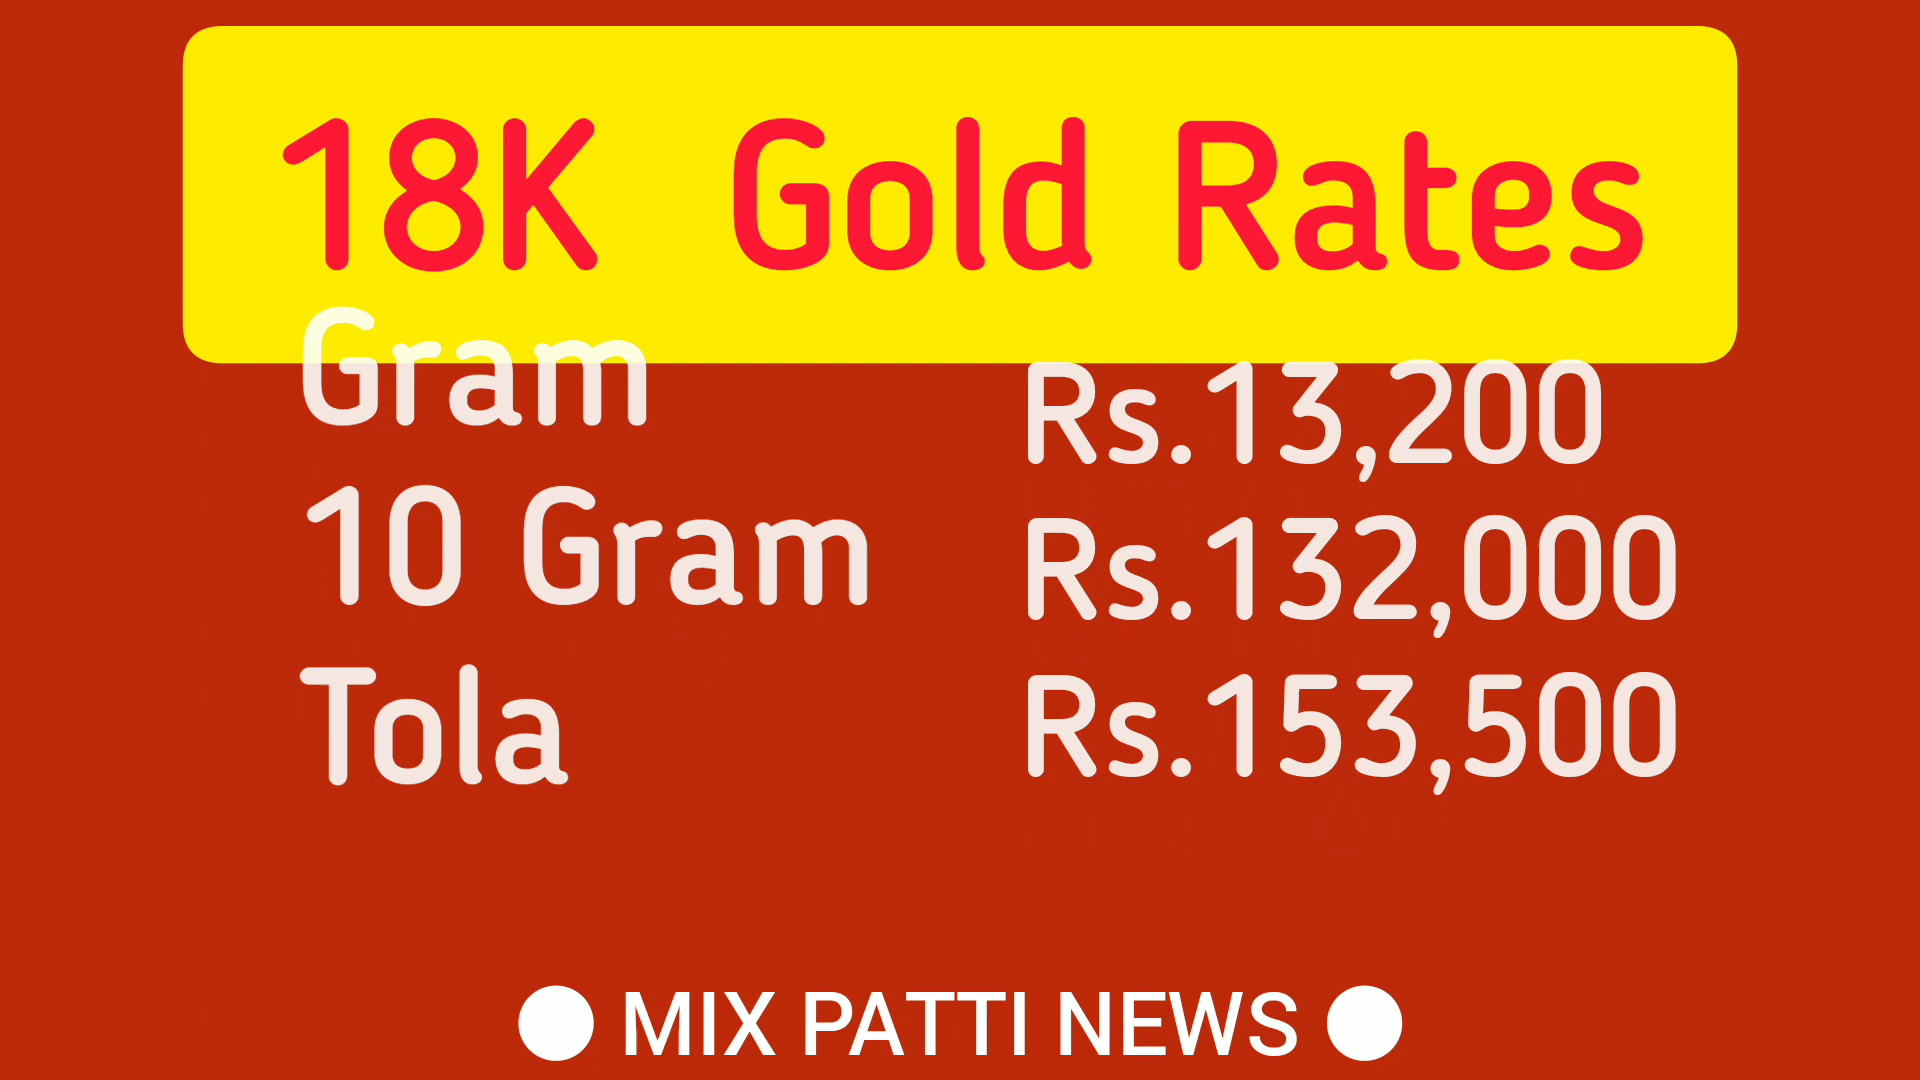 18K Gold Rates
Gram Rs.13,200
10 Gram Rs.132,000
Tola Rs.153,500
MIX PATTI NEWS